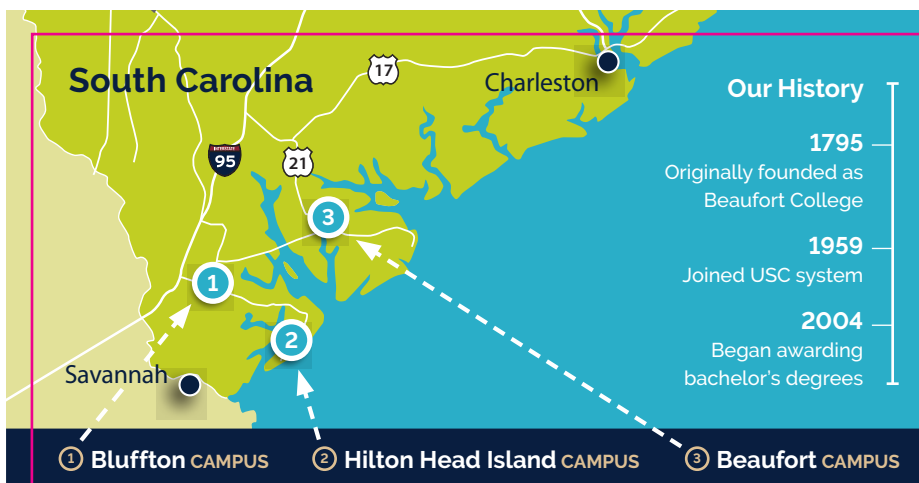 South Carolina
17
Charleston
INTERSTATE
95
21
3
1
2
Savannah
Our History
1795
Originally founded as
Beaufort College
1959
Joined USC system
2004
Began awarding
bachelor's degrees
1 Bluffton CAMPUS
2 Hilton Head Island CAMPUS
3 Beaufort CAMPUS